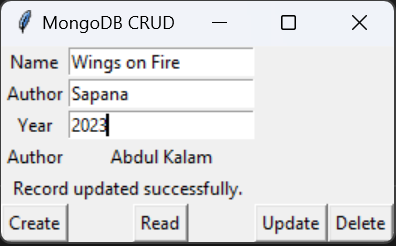 MongoDB CRUD
Name Wings on Fire
Author Sapana
Year 2023
Author Abdul Kalam
Record updated successfully.
Create Read Update Delete